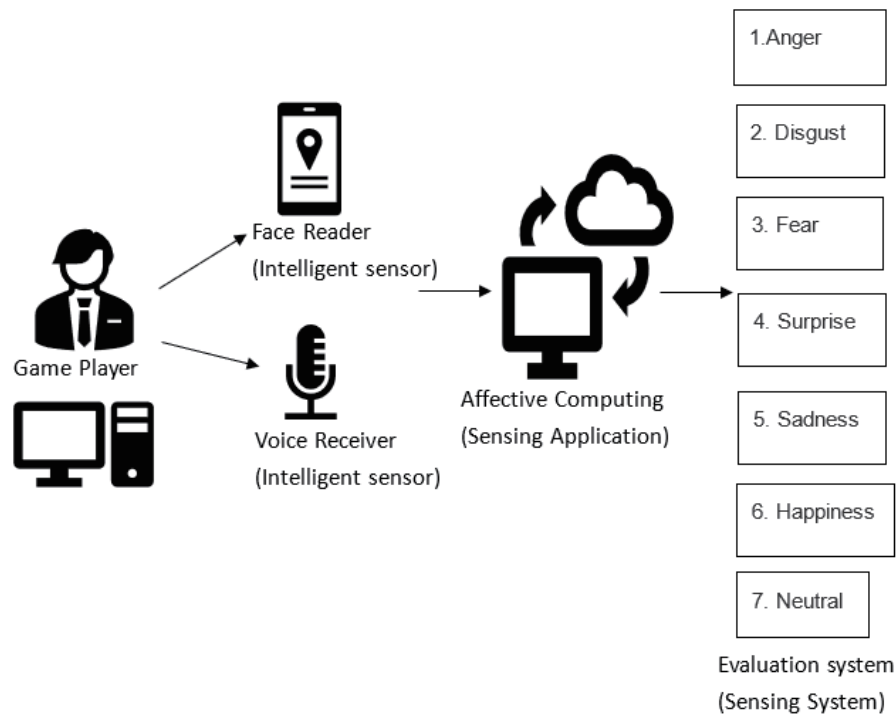 Game Player
Face Reader
(Intelligent sensor)
Voice Receiver
(Intelligent sensor)
Affective Computing
(Sensing Application)
1.Anger
2. Disgust
3. Fear
4. Surprise
5. Sadness
6. Happiness
7. Neutral
Evaluation system
(Sensing System)